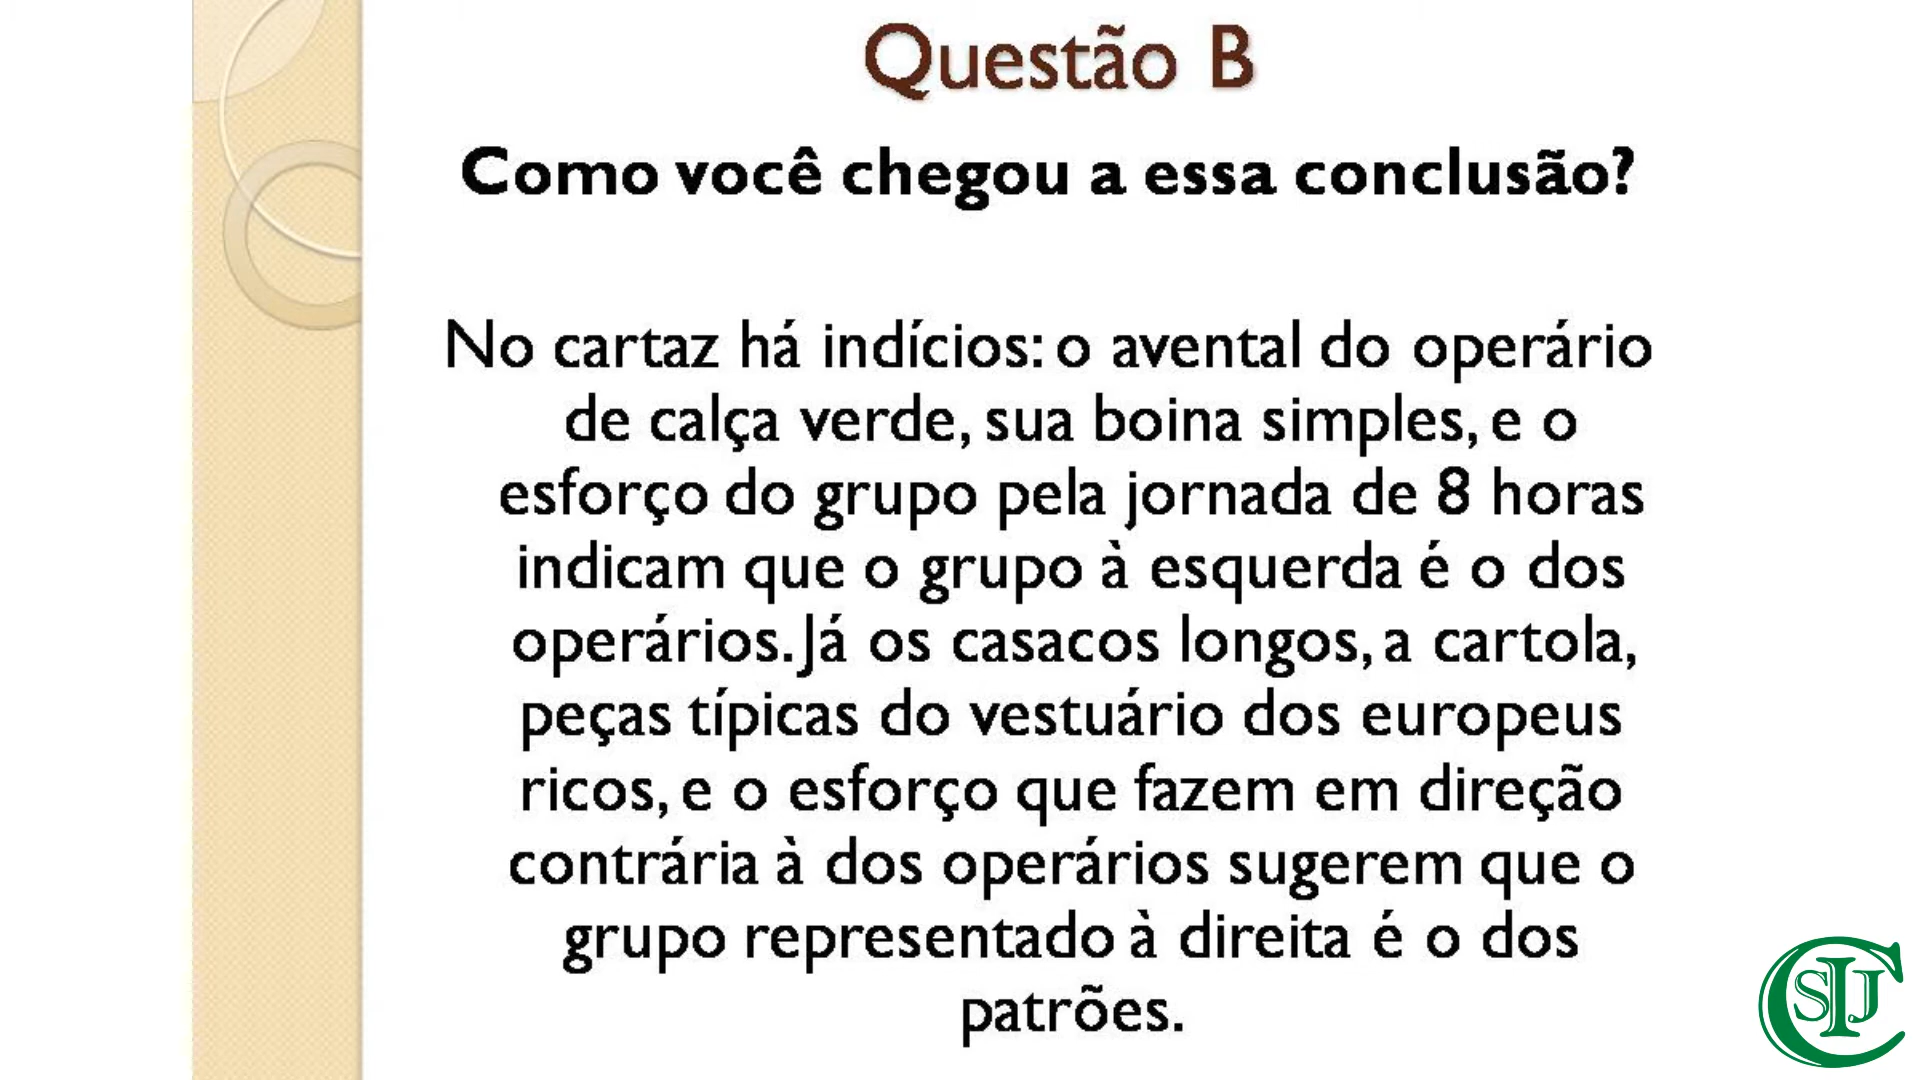 Questão B
Como você chegou a essa conclusão?
No cartaz há indícios: o avental do operário
de calça verde, sua boina simples, e o
esforço do grupo pela jornada de 8 horas
indicam que o grupo à esquerda é o dos
operários. Já os casacos longos, a cartola,
peças típicas do vestuário dos europeus
ricos, e o esforço que fazem em direção
contrária à dos operários sugerem que o
grupo representado à direita é o dos
patrões.
CSIJ